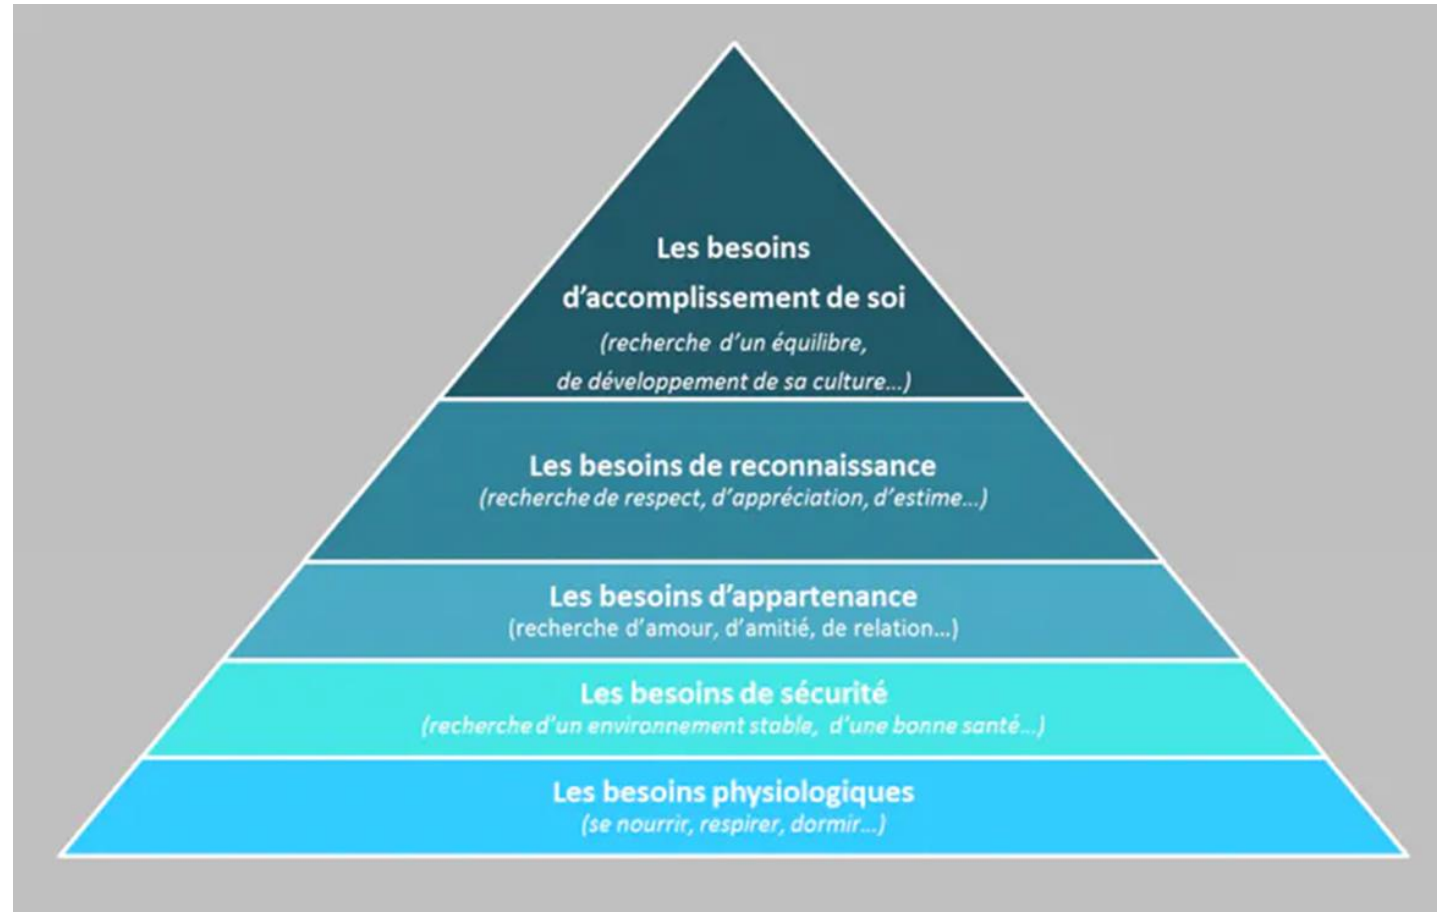 Les besoins
d’accomplissement de soi
(recherche d’un équilibre,
de développement de sa culture...)
Les besoins de reconnaissance
(recherche de respect, d’appréciation, d’estime...)
Les besoins d’appartenance
(recherche d’amour, d’amitié, de relation...)
Les besoins de sécurité
(recherche d’un environnement stable, d’une bonne santé...)
Les besoins physiologiques
(se nourrir, respirer, dormir...)